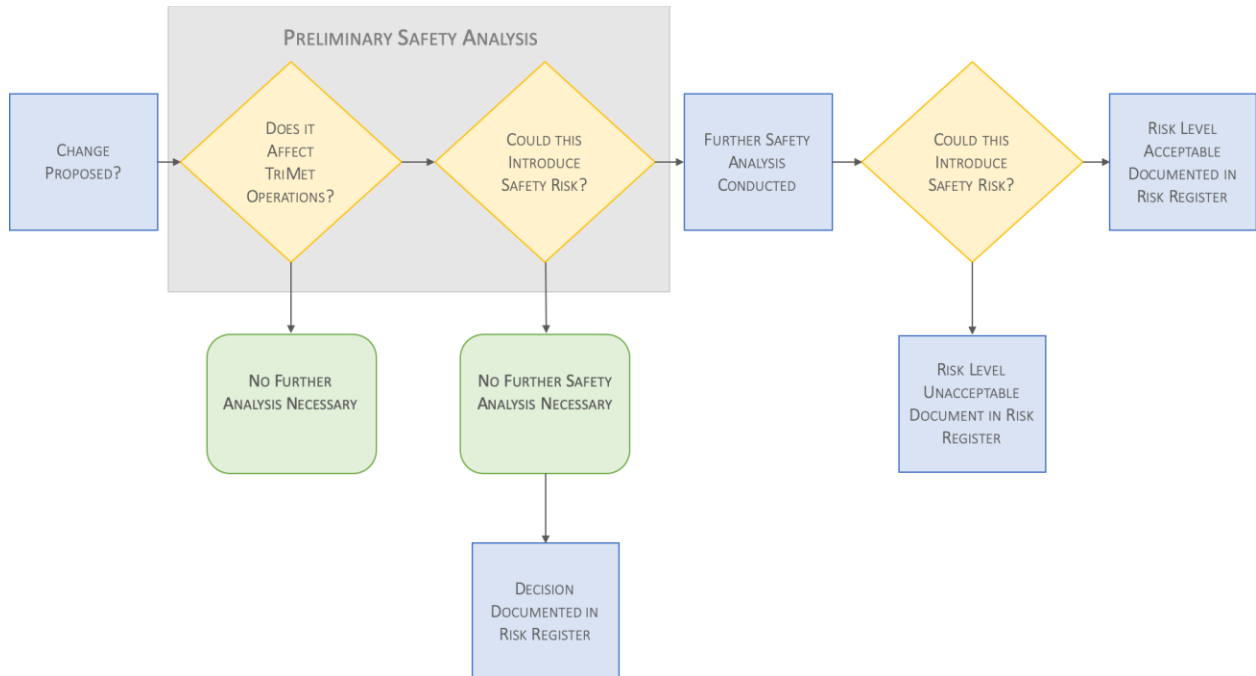 Preliminary Safety Analysis
Change
Proposed?
Does it
Affect
TriMet
Operations?
Could this
Introduce
Safety Risk?
Further Safety
Analysis
Conducted
Could this
Introduce
Safety Risk?
Risk Level
Acceptable
Documented in
Risk Register
No Further
Analysis Necessary
No Further Safety
Analysis Necessary
Risk Level
Unacceptable
Document in Risk
Register
Decision
Documented in
Risk Register